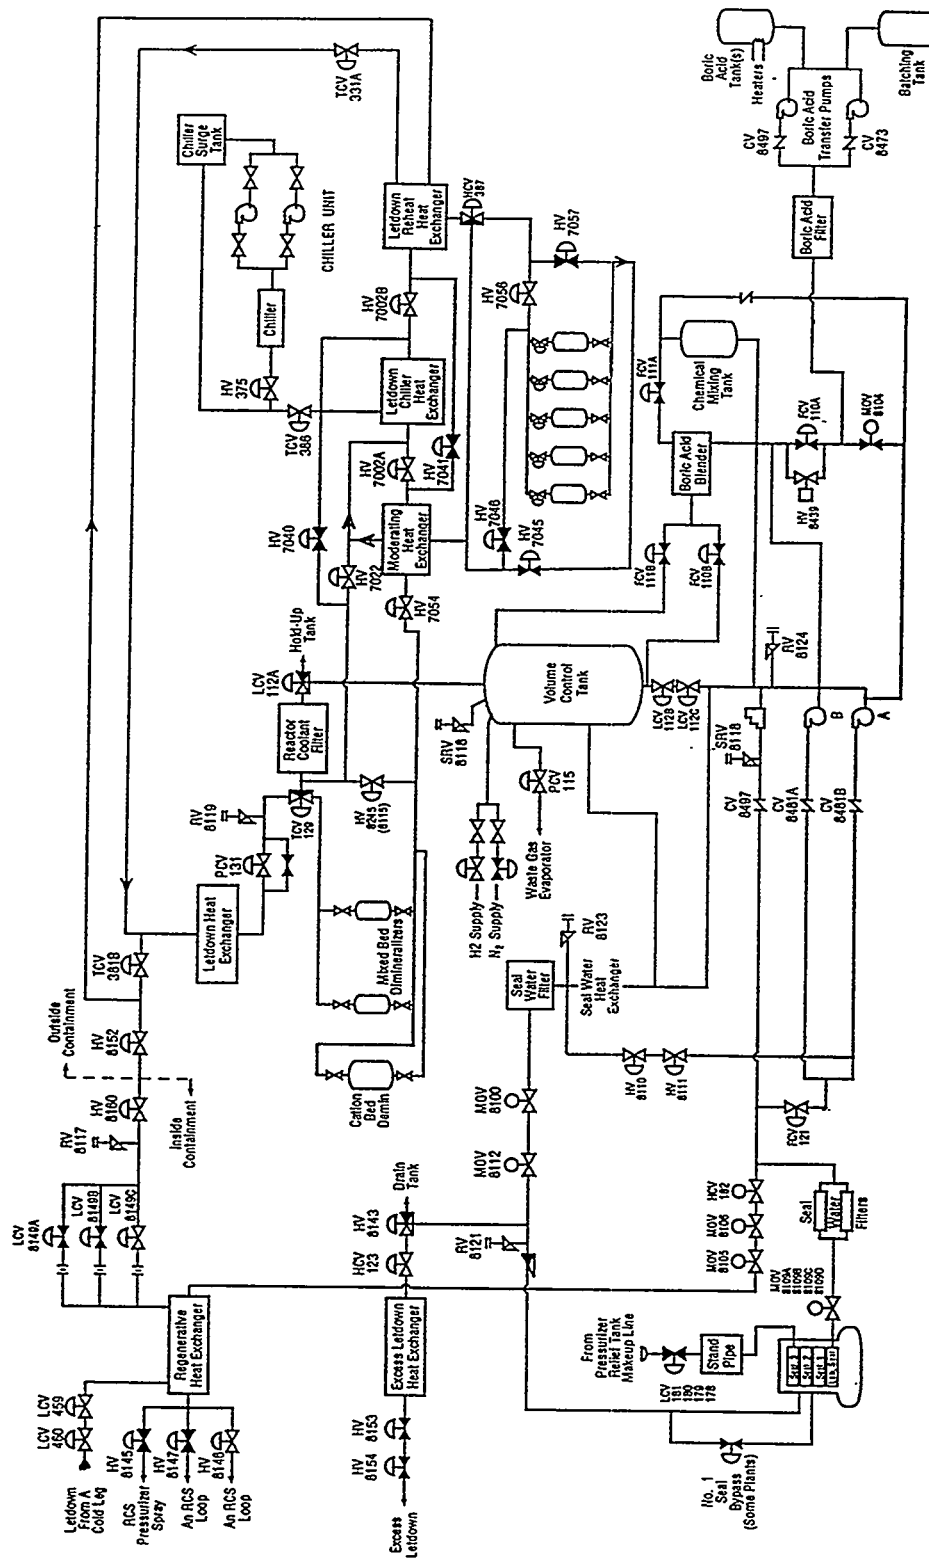 Letdown
From A
Cold Leg
LCV
460
LCV
459
HV
8145
RCS
Pressurizer
Spray
HV
8147
An RCS
Loop
HV
8146
An RCS
Loop
Regenerative
Heat Exchanger
LCV
8149A
LCV
8149B
LCV
8149C
RV
8117
HV
8160
Inside
Containment
Outside
Containment
HV
8152
TCV
381B
Letdown Heat
Exchanger
PCV
131
RV
8119
TCV
129
Reactor
Coolant
Filter
LCV
112A
Hold-Up
Tank
HV
8245
(8115)
Mixed Bed
Dimineralizers
Cation
Bed
Demin
HV
7040
HV
7022
HV
7054
Moderating
Heat
Exchanger
HV
7002A
HV
7041
Letdown
Chiller
Heat
Exchanger
HV
7002B
Letdown
Reheat
Heat
Exchanger
TCV
331A
TCV
386
HV
375
Chiller
CHILLER UNIT
Chiller
Surge
Tank
HCV
387
HV
7056
HV
7057
HV
7046
HV
7045
Excess
Letdown
HV
8154
HV
8153
Excess Letdown
Heat Exchanger
HCV
123
HV
8143
Drain
Tank
RV
8121
MOV
8112
MOV
8100
Seal
Water
Filter
Seal Water
Heat
Exchanger
RV
8123
HV
8110
HV
8111
H2 Supply
N2 Supply
Waste Gas
Evaporator
PCV
115
SRV
8118
Volume
Control
Tank
LCV
112B
LCV
112C
FCV
111B
FCV
110B
Boric Acid
Blender
FCV
111A
Chemical
Mixing
Tank
HV
8439
FCV
110A
MOV
8104
Boric Acid
Filter
CV
8497
Boric Acid
Transfer Pumps
CV
8473
Boric
Acid
Tank(s)
Heaters
Batching
Tank
RV
8124
SRV
8118
CV
8497
CV
8481A
CV
8481B
B
A
FCV
121
MOV
8105
MOV
8106
HCV
182
Seal
Water
Filters
MOV
8109A
8109B
8109C
8109D
From
Pressurizer
Relief Tank
Makeup Line
LCV
181
180
179
178
Stand
Pipe
Seal 3
Seal 2
Seal 1
No. 1
Seal
Bypass
(Some Plants)